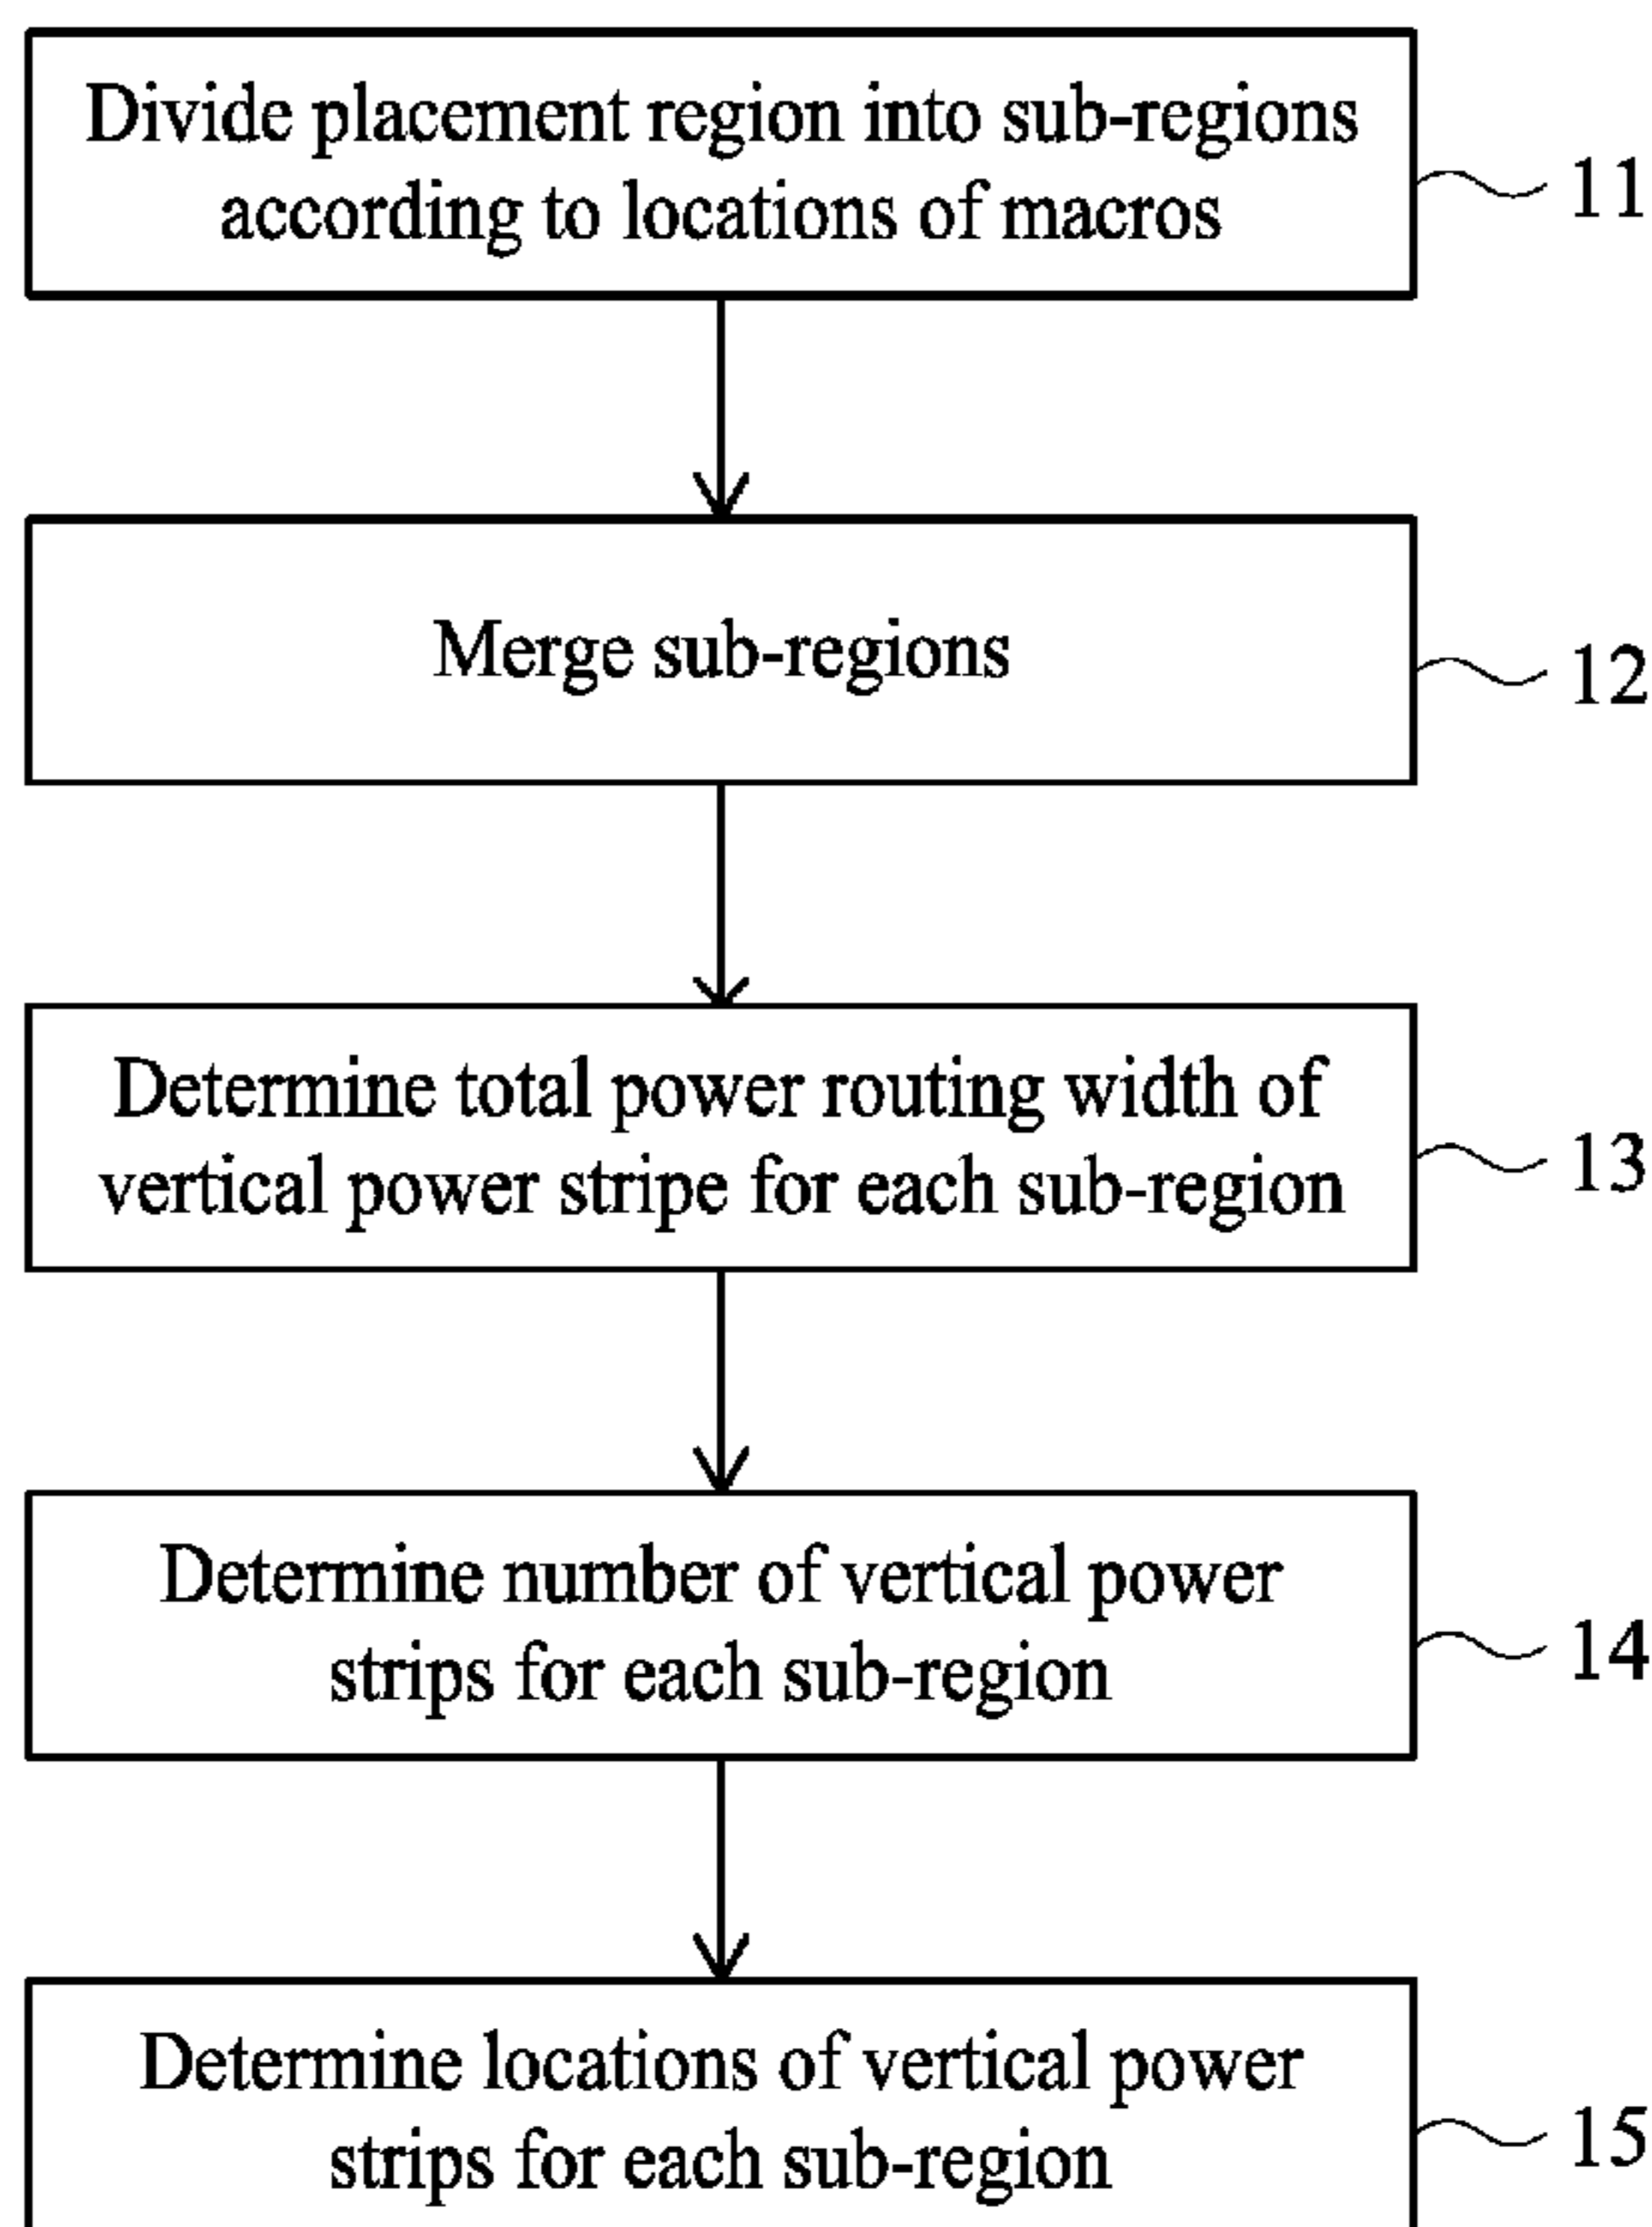 Divide placement region into sub-regions
according to locations of macros
11
Merge sub-regions
12
Determine total power routing width of
vertical power stripe for each sub-region
13
Determine number of vertical power
strips for each sub-region
14
Determine locations of vertical power
strips for each sub-region
15